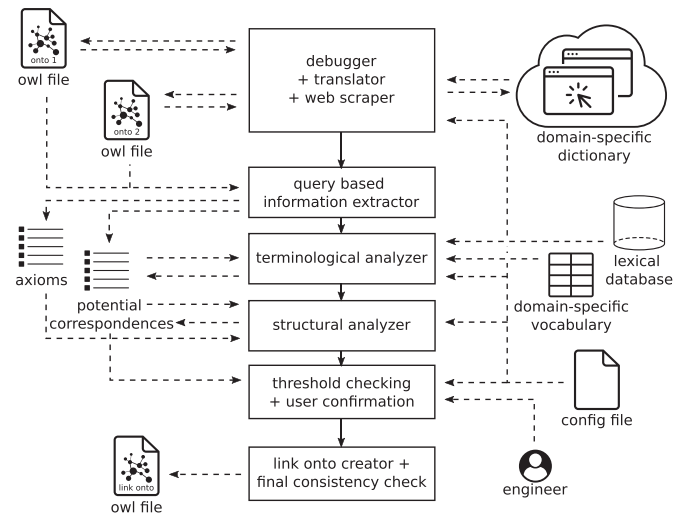 onto 1
owl file
onto 2
owl file
debugger
+ translator
+ web scraper
domain-specific
dictionary
query based
information extractor
axioms
potential
correspondences
terminological analyzer
lexical
database
domain-specific
vocabulary
structural analyzer
threshold checking
+ user confirmation
config file
engineer
link onto creator +
final consistency check
link onto
owl file